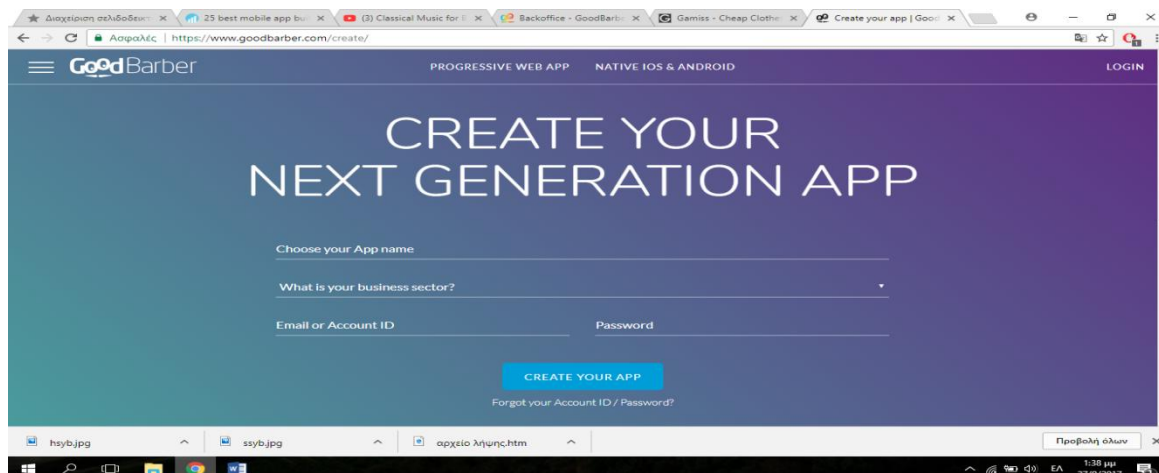 Διαχείριση σελιδοδεικτ
25 best mobile app bu
(3) Classical Music for
Backoffice - GoodBarb
Gamiss - Cheap Clothe
Create your app | Goo
Ασφαλές | https://www.goodbarber.com/create/
GoodBarber
PROGRESSIVE WEB APP
NATIVE IOS & ANDROID
LOGIN
CREATE YOUR
NEXT GENERATION APP
Choose your App name
What is your business sector?
Email or Account ID
Password
CREATE YOUR APP
Forgot your Account ID / Password?
hsyb.jpg
ssyb.jpg
αρχείο λήψης.htm
Προβολή όλων
ΕΛ
1:38 μμ